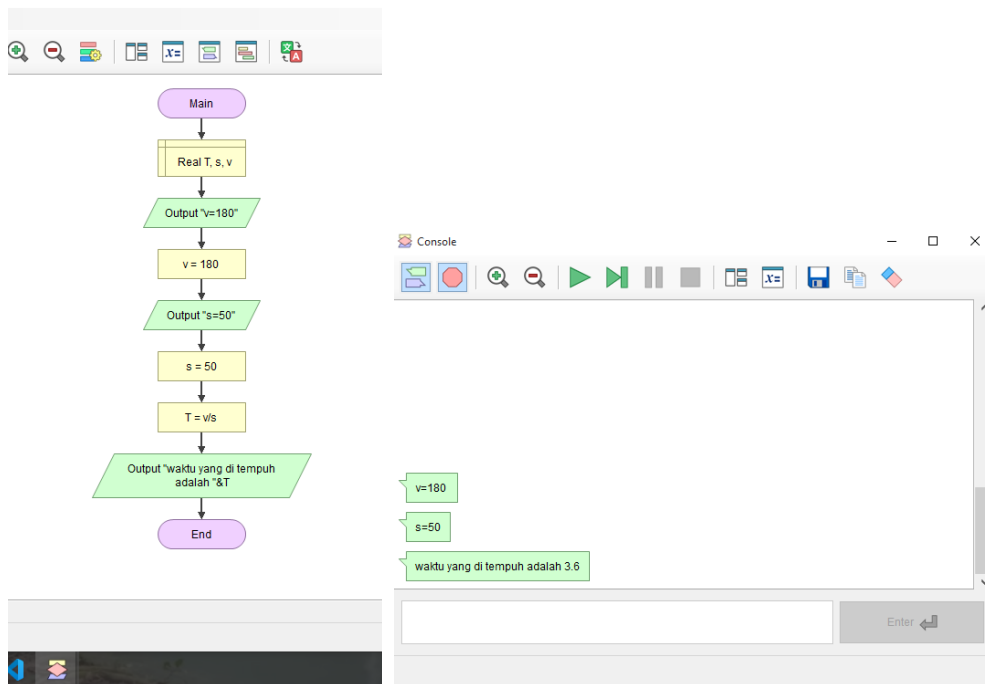 Main
Real T, s, v
Output "v=180"
v = 180
Output "s=50"
s = 50
T = v/s
Output "waktu yang di tempuh
adalah "&T
End
Console
v=180
s=50
waktu yang di tempuh adalah 3.6
Enter